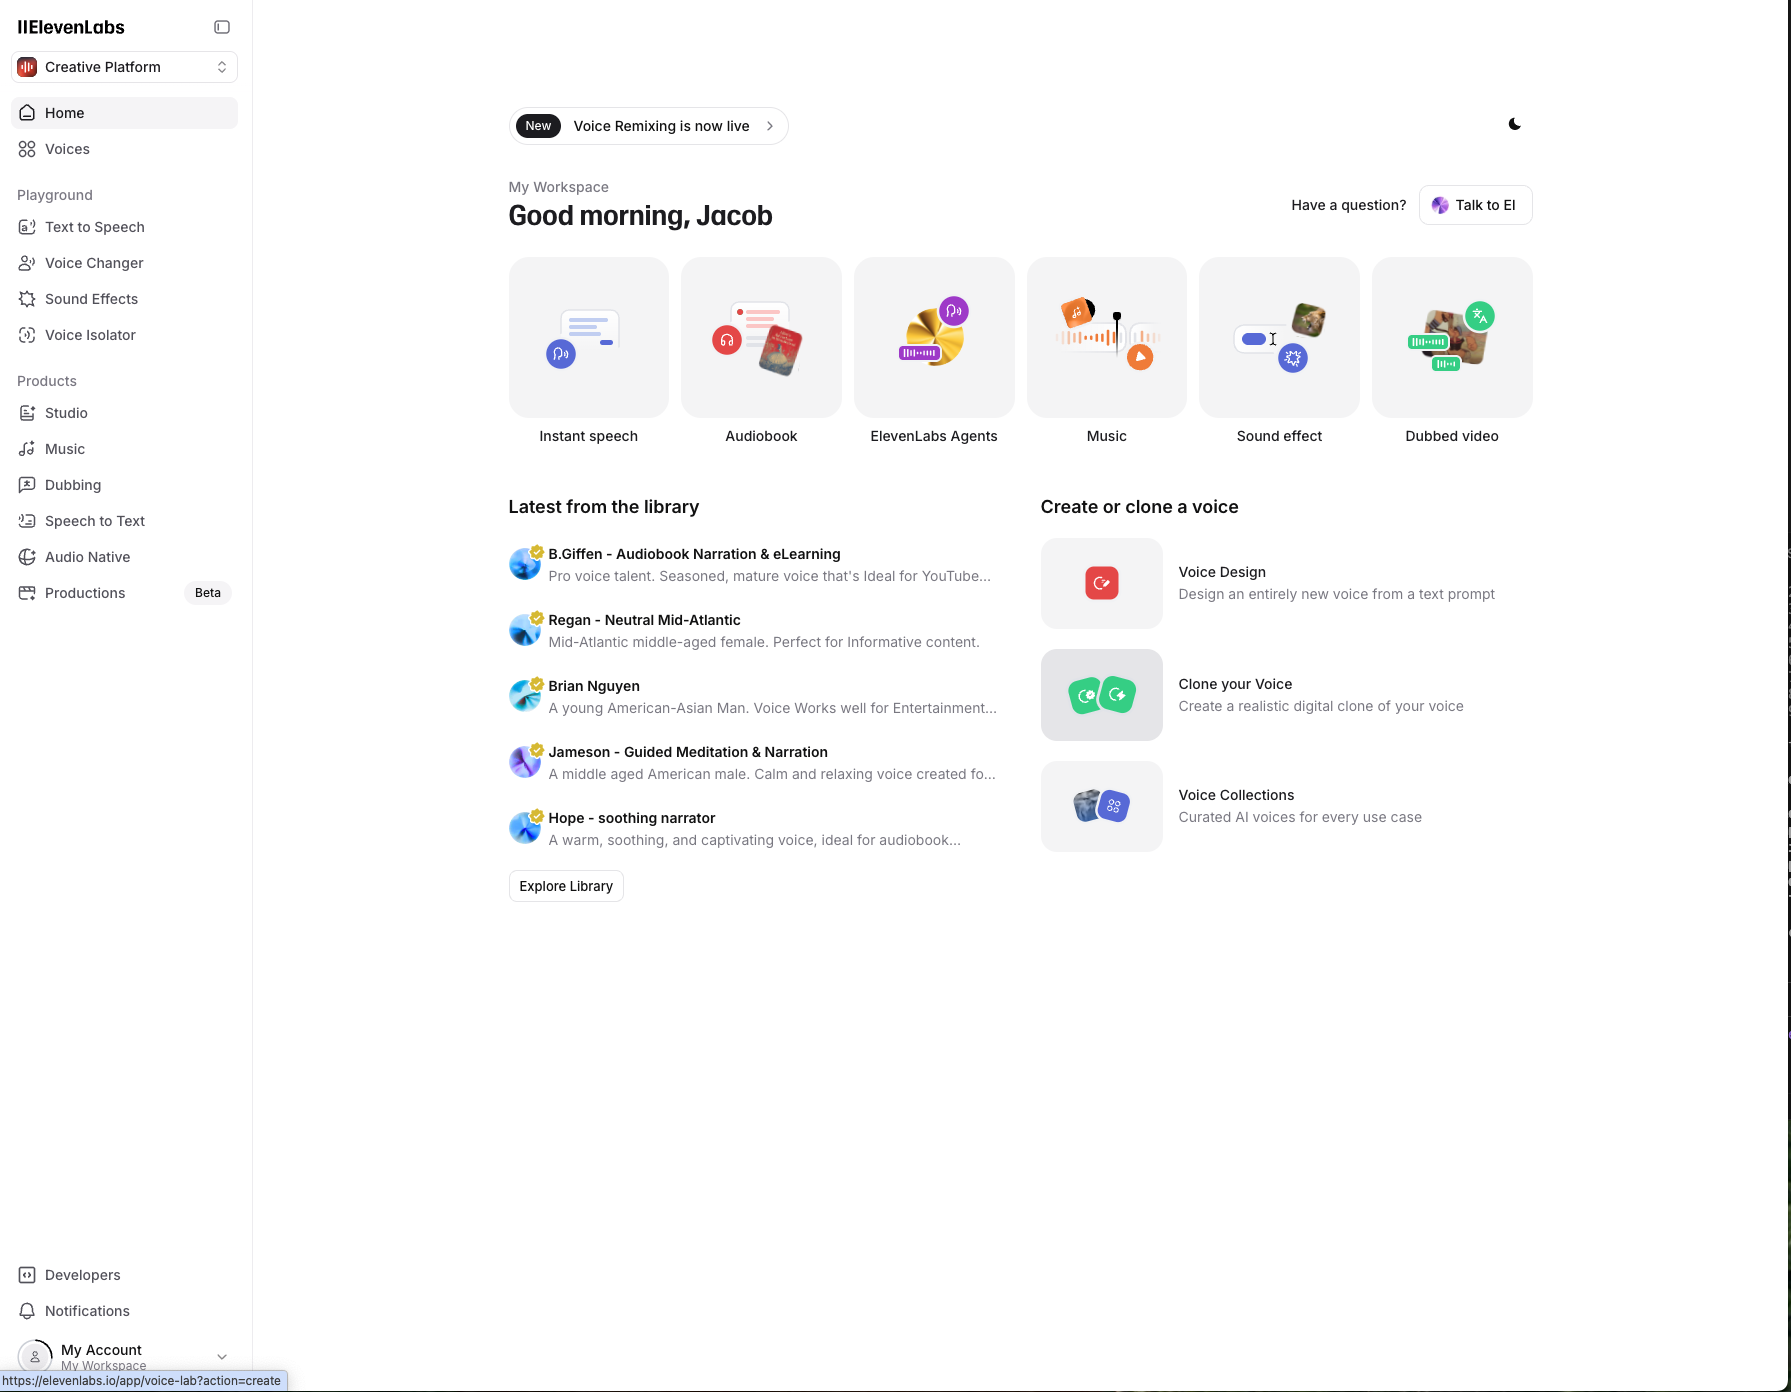 IIElevenLabs
Creative Platform
Home
Voices
Playground
Text to Speech
Voice Changer
Sound Effects
Voice Isolator
Products
Studio
Music
Dubbing
Speech to Text
Audio Native
Productions Beta
Developers
Notifications
My Account
My Workspace
https://elevenlabs.io/app/voice-lab?action=create
New Voice Remixing is now live
My Workspace
Good morning, Jacob
Have a question? Talk to El
Instant speech
Audiobook
ElevenLabs Agents
Music
Sound effect
Dubbed video
Latest from the library
B.Giffen - Audiobook Narration & eLearning
Pro voice talent. Seasoned, mature voice that's Ideal for YouTube...
Regan - Neutral Mid-Atlantic
Mid-Atlantic middle-aged female. Perfect for Informative content.
Brian Nguyen
A young American-Asian Man. Voice Works well for Entertainment...
Jameson - Guided Meditation & Narration
A middle aged American male. Calm and relaxing voice created fo...
Hope - soothing narrator
A warm, soothing, and captivating voice, ideal for audiobook...
Explore Library
Create or clone a voice
Voice Design
Design an entirely new voice from a text prompt
Clone your Voice
Create a realistic digital clone of your voice
Voice Collections
Curated AI voices for every use case